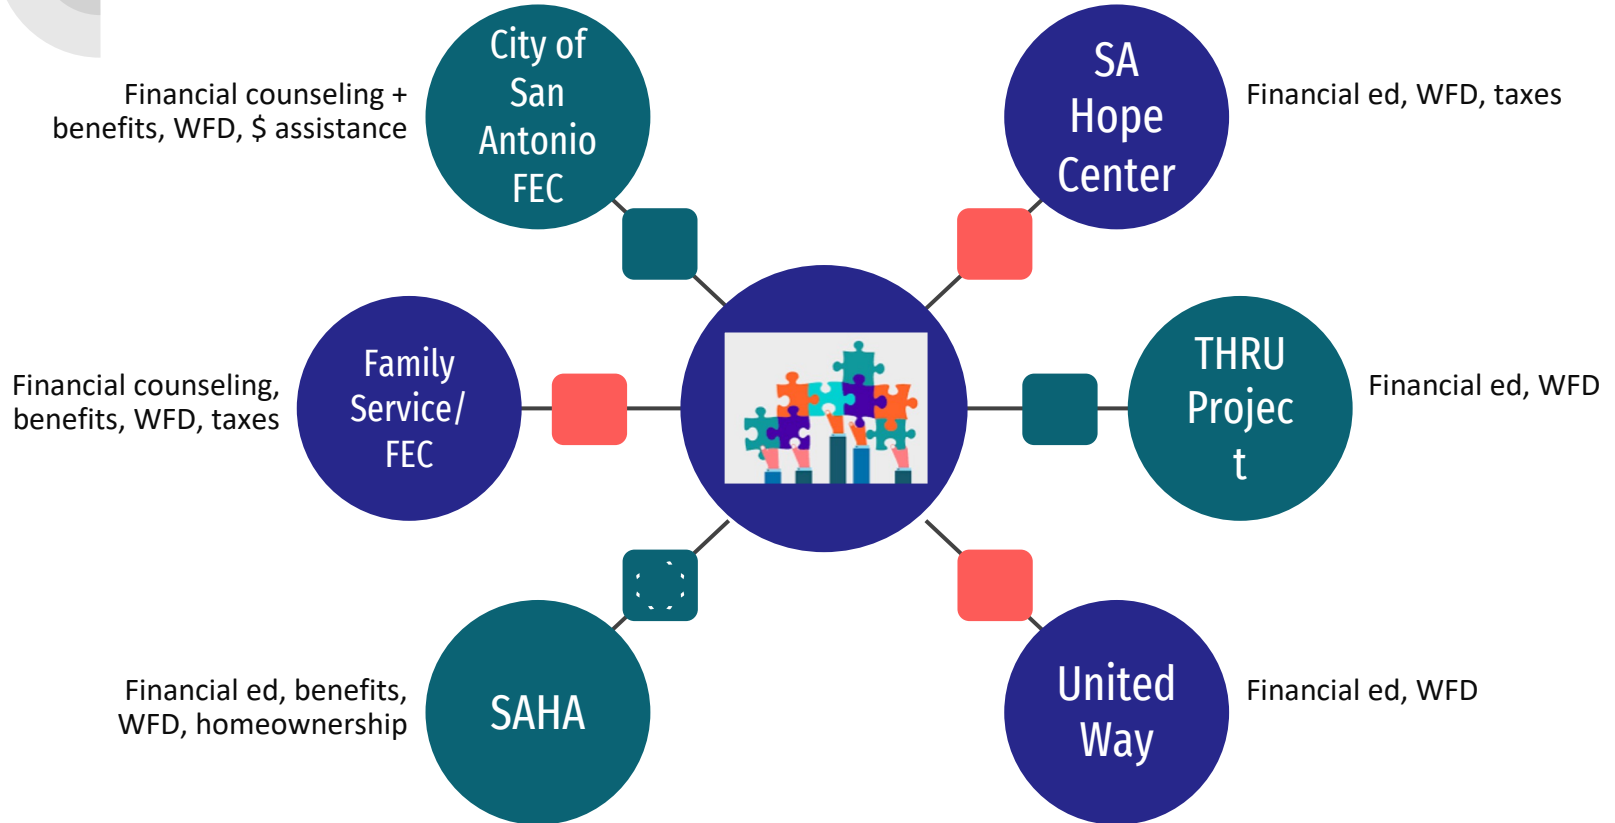 City of
San
Antonio
FEC
Financial counseling +
benefits, WFD, $ assistance
SA
Hope
Center
Financial ed, WFD, taxes
Family
Service/
FEC
Financial counseling,
benefits, WFD, taxes
THRU
Projec
t
Financial ed, WFD
SAHA
Financial ed, benefits,
WFD, homeownership
United
Way
Financial ed, WFD